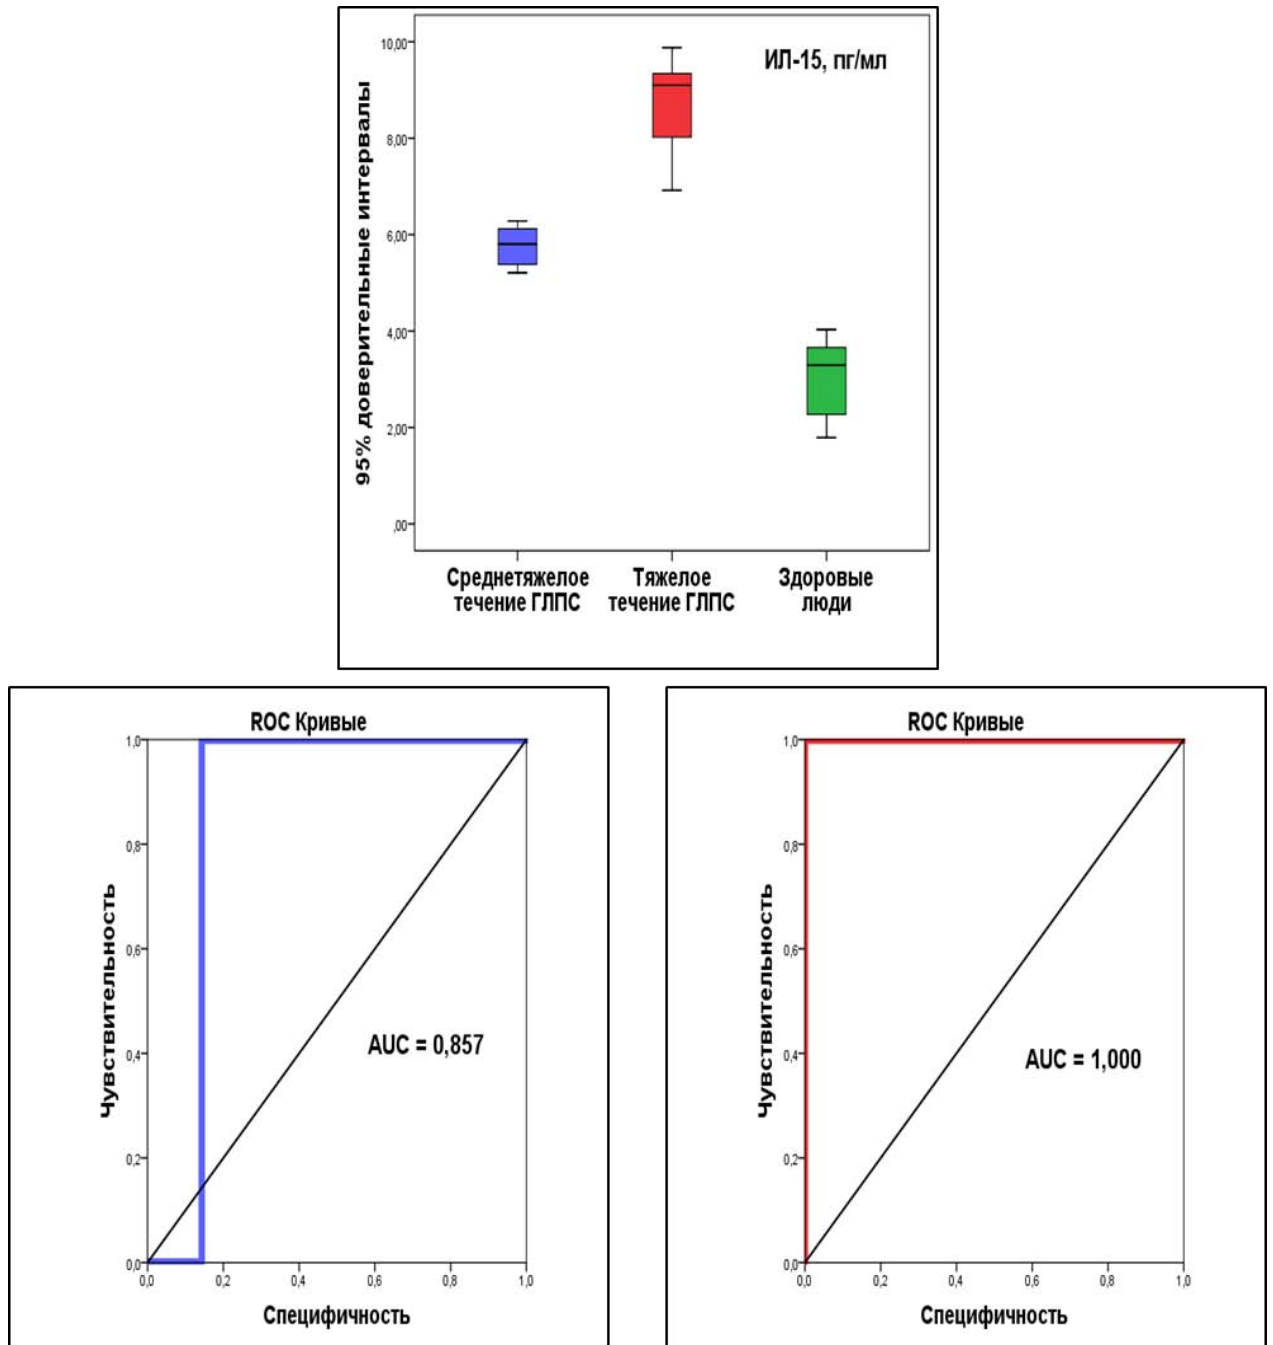 ИЛ-15, пг/мл
95% доверительные интервалы
10,00
8,00
6,00
4,00
2,00
,00
Среднетяжелое течение ГЛПС
Тяжелое течение ГЛПС
Здоровые люди
ROC Кривые
Чувствительность
1,0
0,8
0,6
0,4
0,2
0,0
AUC = 0,857
0,0 0,2 0,4 0,6 0,8 1,0
Специфичность
ROC Кривые
Чувствительность
1,0
0,8
0,6
0,4
0,2
0,0
AUC = 1,000
0,0 0,2 0,4 0,6 0,8 1,0
Специфичность